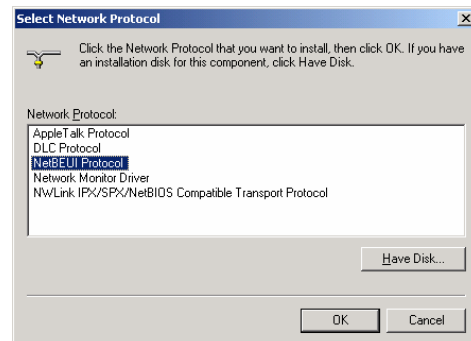 Select Network Protocol
Click the Network Protocol that you want to install, then click OK. If you have
an installation disk for this component, click Have Disk.
Network Protocol:
AppleTalk Protocol
DLC Protocol
NetBEUI Protocol
Network Monitor Driver
NWLink IPX/SPX/NetBIOS Compatible Transport Protocol
Have Disk...
OK
Cancel